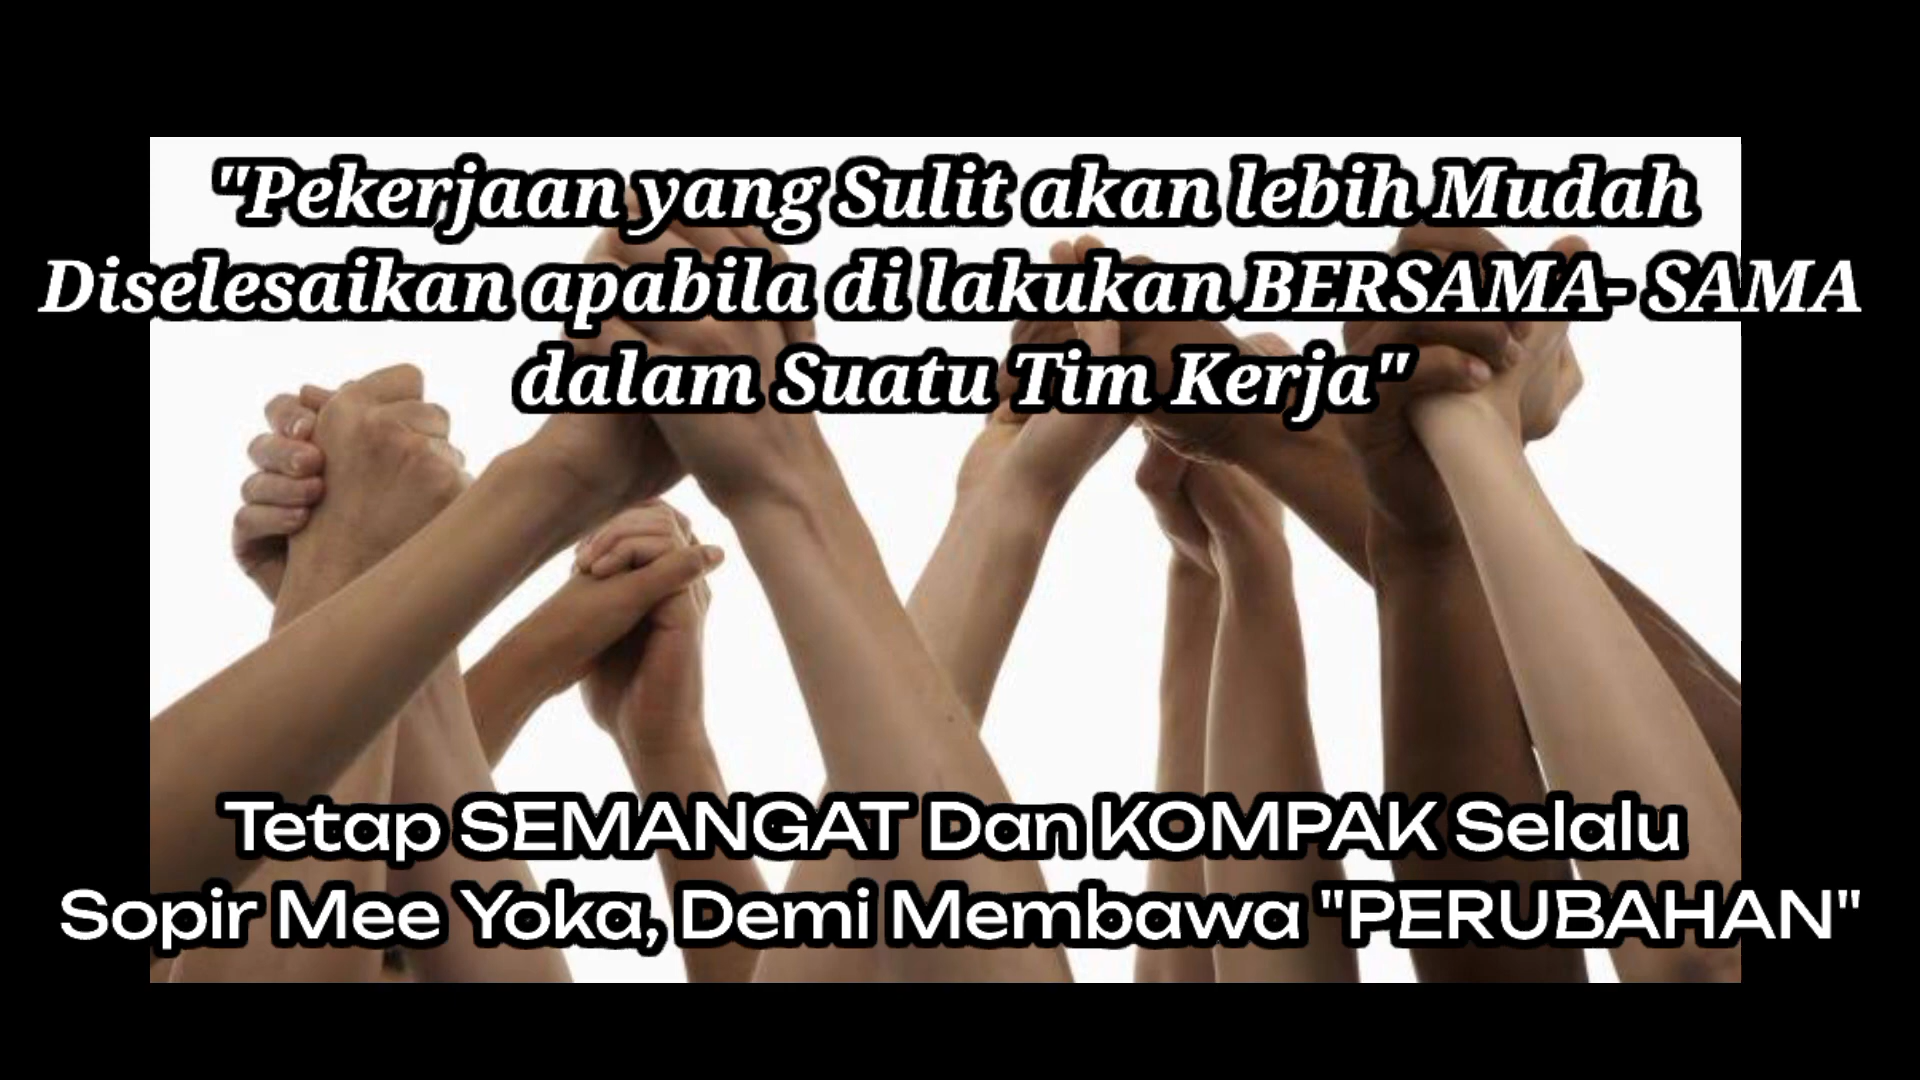 "Pekerjaan yang Sulit akan lebih Mudah
Diselesaikan apabila di lakukan BERSAMA- SAMA
dalam Suatu Tim Kerja"
Tetap SEMANGAT Dan KOMPAK Selalu
Sopir Mee Yoka, Demi Membawa "PERUBAHAN"